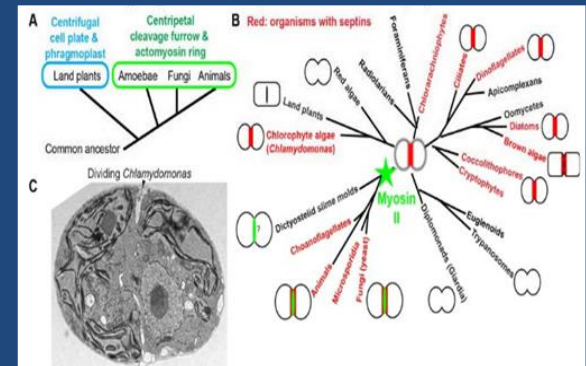 A
Centrifugal
cell plate &
phragmoplast
Centripetal
cleavage furrow &
actomyosin ring
Land plants
Amoebae
Fungi
Animals
Common ancestor
B
Red: organisms with septins
Foraminiferans
Radiolarians
Red algae
Land plants
Chlorophyte algae
(Chlamydomonas)
Chlorarachniophytes
Ciliates
Dinoflagellates
Apicomplexans
Oomycetes
Diatoms
Brown algae
Coccolithophores
Cryptophytes
Euglenoids
Trypanosomes
Diplomonads (Giardia)
Myosin
II
Dictyostelid slime molds
?
Choanoflagellates
Animals
Microsporidia
Fungi (yeast)
C
Dividing Chlamydomonas